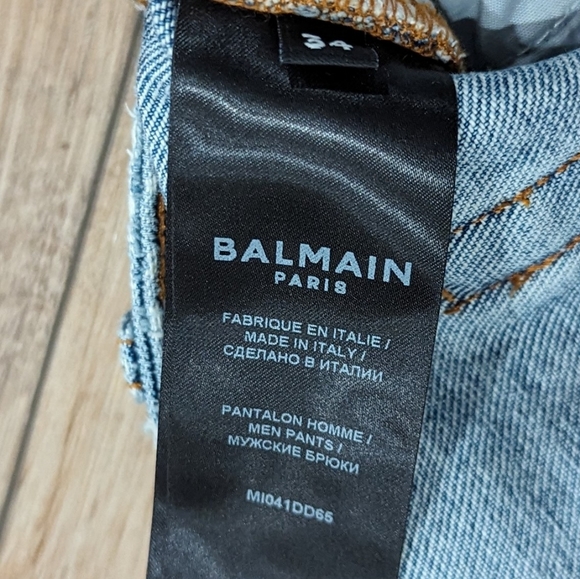 34
BALMAIN
PARIS
FABRIQUE EN ITALIE /
MADE IN ITALY /
СДЕЛАНО В ИТАЛИИ
PANTALON HOMME /
MEN PANTS /
МУЖСКИЕ БРЮКИ
MI041DD65